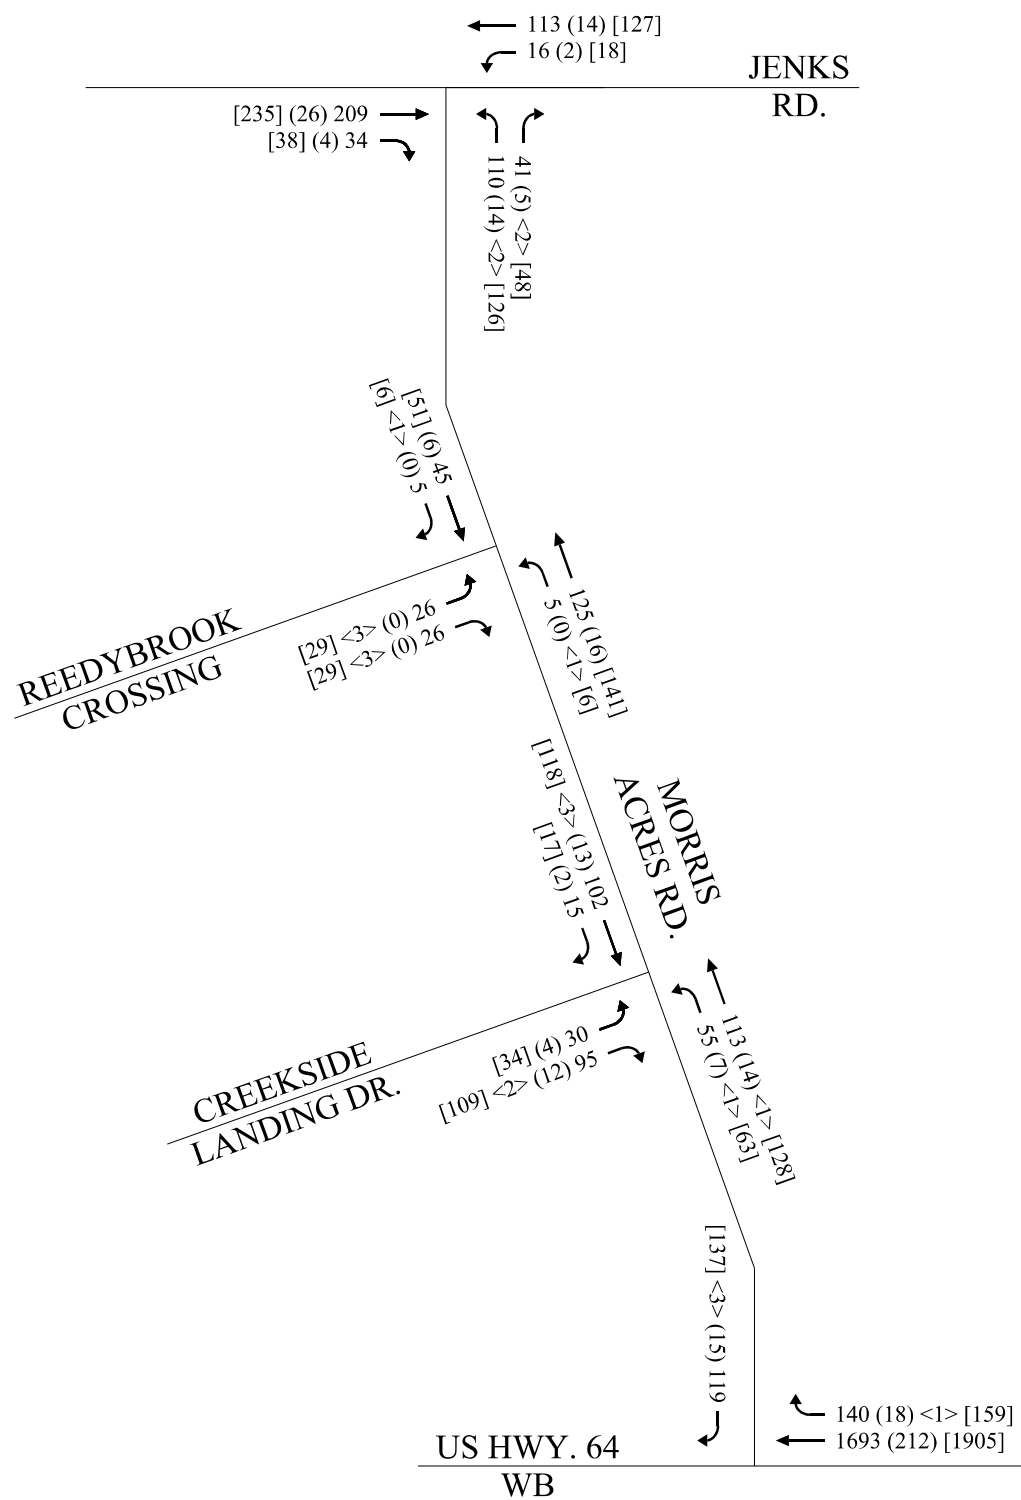 113 (14) [127]
16 (2) [18]
JENKS
RD.
[235] (26) 209
[38] (4) 34
41 (5) <2> [48]
110 (14) <2> [126]
[51] (6) 45
[6] <1> (0) 5
125 (16) [141]
5 (0) <1> [6]
[29] <3> (0) 26
[29] <3> (0) 26
REEDYBROOK
CROSSING
[118] <3> (13) 102
[17] (2) 15
MORRIS
ACRES RD.
113 (14) <1> [128]
55 (7) <1> [63]
[34] (4) 30
[109] <2> (12) 95
CREEKSIDE
LANDING DR.
[137] <3> (15) 119
140 (18) <1> [159]
1693 (212) [1905]
US HWY. 64
WB